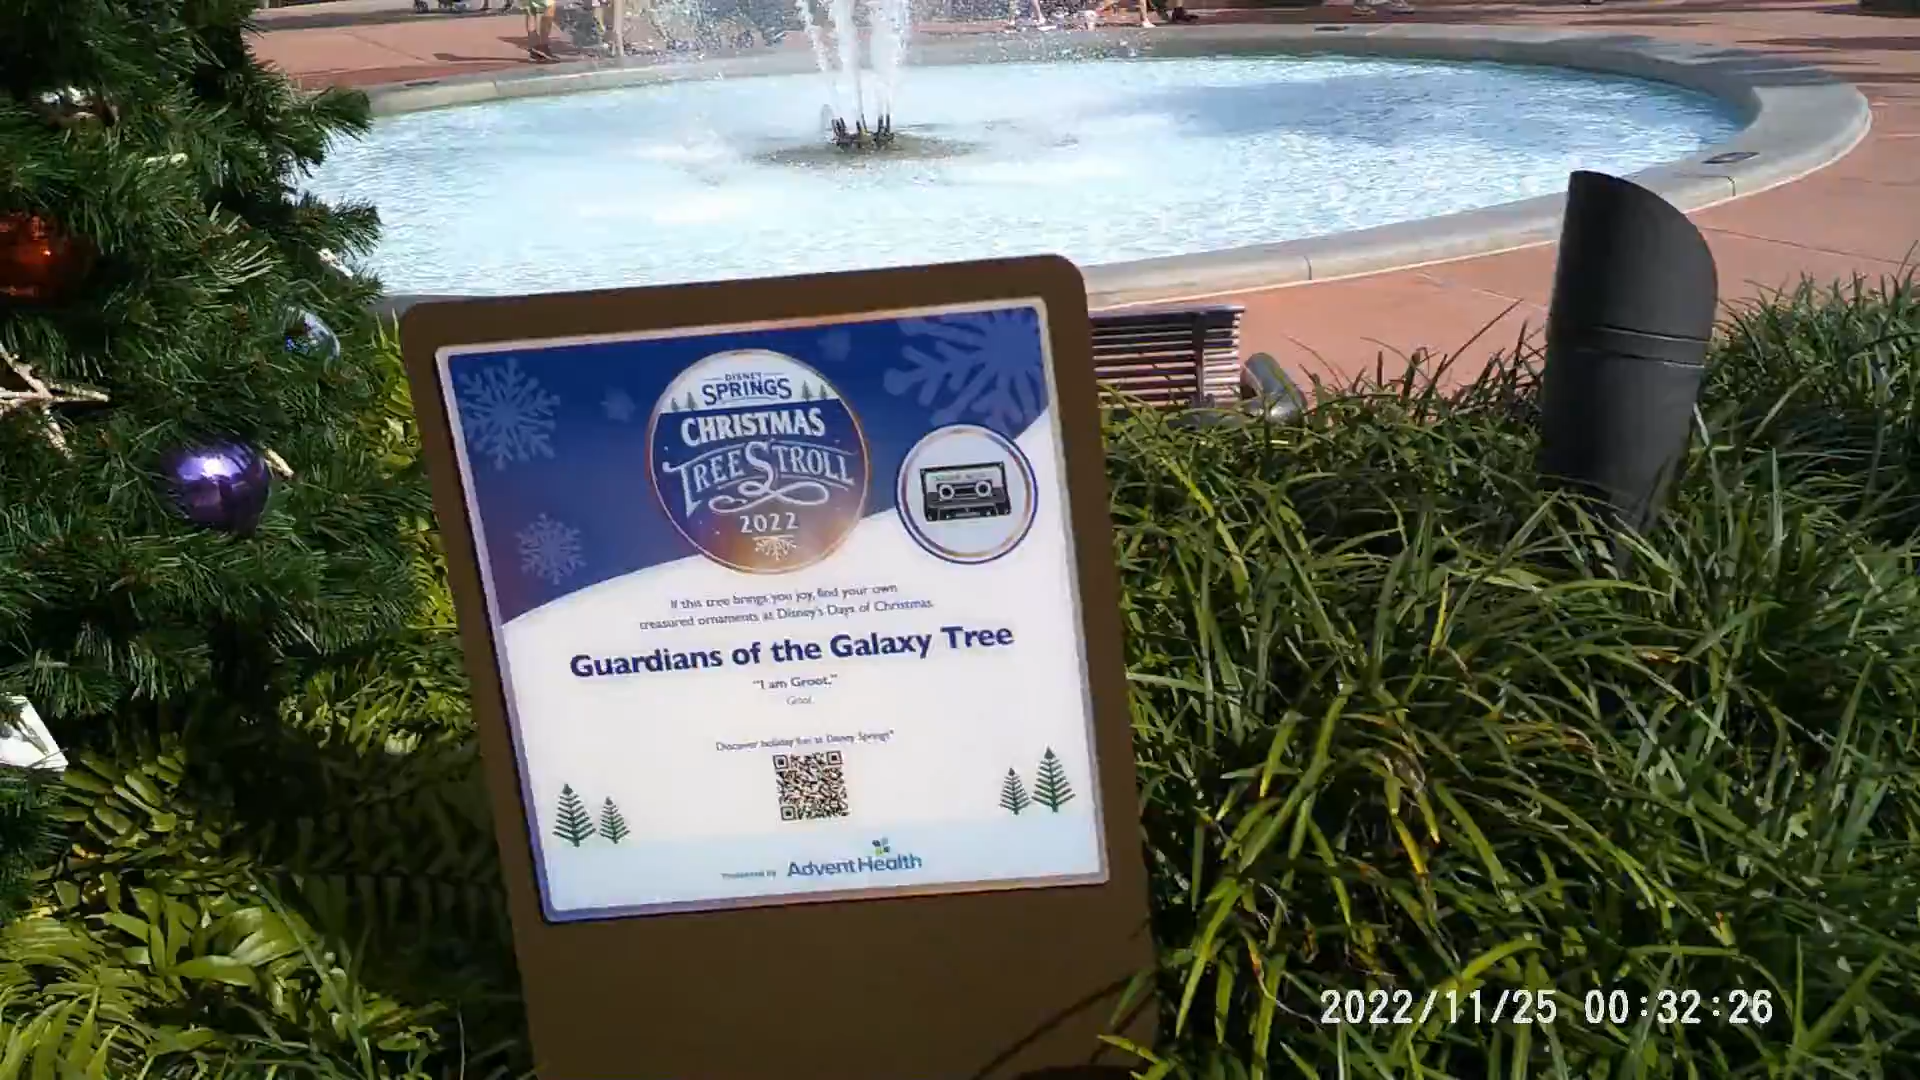 DISNEY
SPRINGS
CHRISTMAS
TREE STROLL
2022
If this tree brings you joy, find your own
treasured ornaments at Disney's Days of Christmas.
Guardians of the Galaxy Tree
"I am Groot."
Groot
Discover holiday fun at Disney Springs®
Presented by AdventHealth
2022/11/25 00:32:26